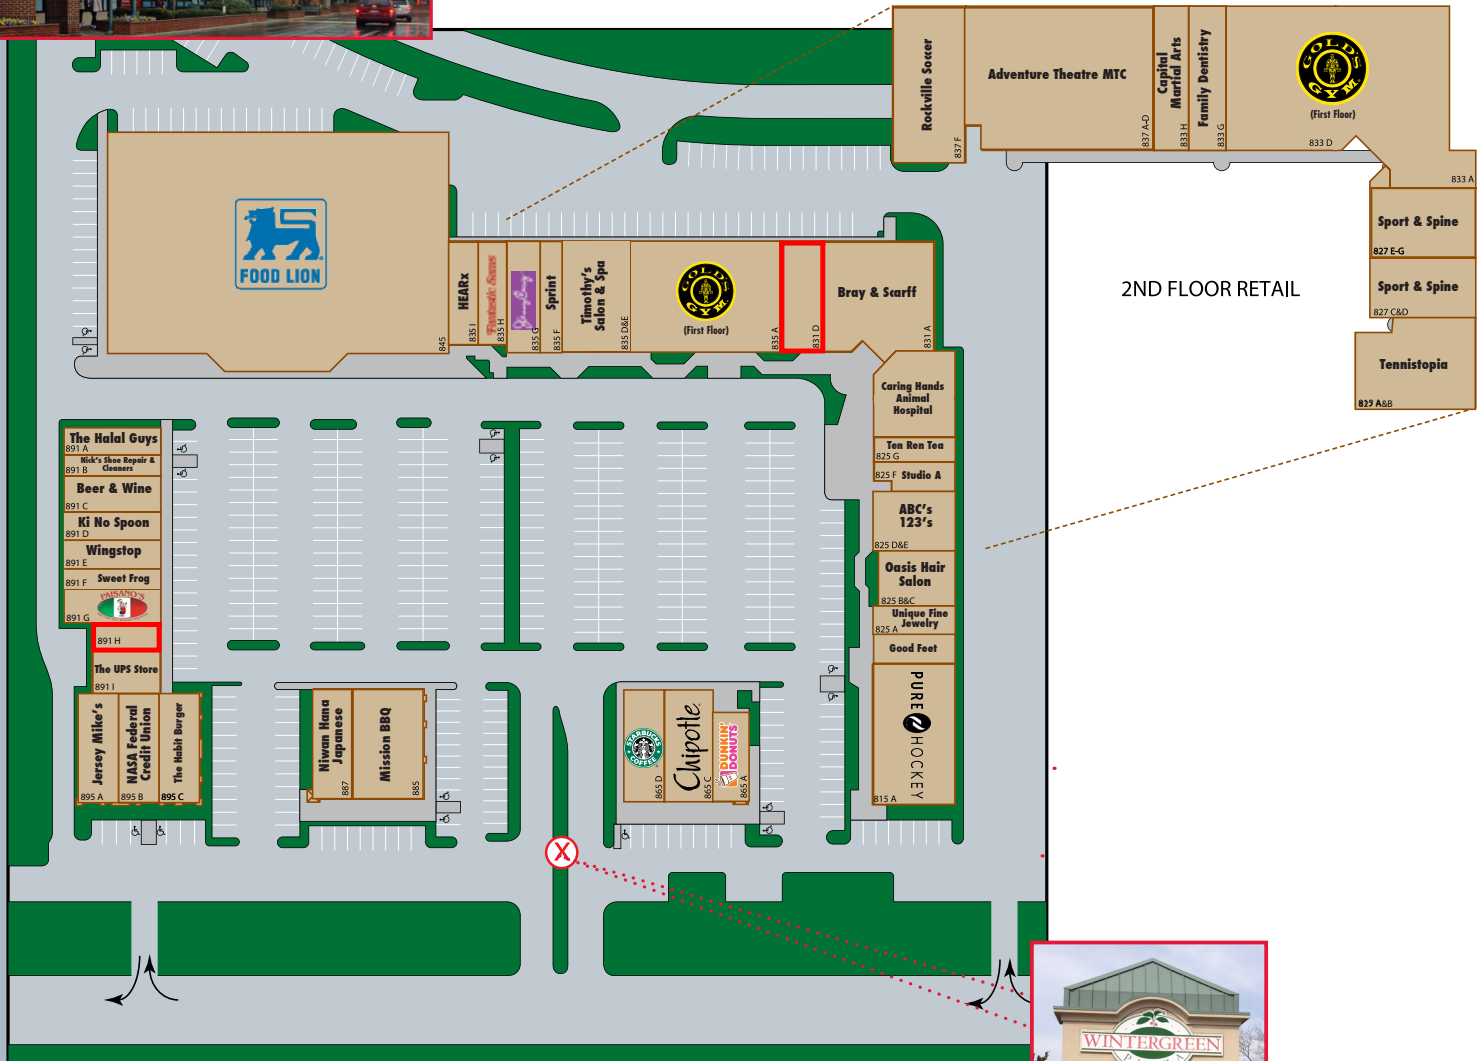 Rockville Soccer
837 F
Adventure Theatre MTC
837 A-D
Capital
Martial Arts
833 H
Family Dentistry
833 G
GOLD'S
GYM
(First Floor)
833 D
833 A
Sport & Spine
827 E-G
Sport & Spine
827 C&D
Tennistopia
825 A&B
2ND FLOOR RETAIL
FOOD LION
845
HEARx
835 I
Fantastic Sams
835 H
Jenny Craig
835 G
Sprint
835 F
Timothy's
Salon & Spa
835 D&E
GOLD'S
GYM
(First Floor)
835 A
831 D
Bray & Scarff
831 A
Caring Hands
Animal
Hospital
Ten Ren Tea
825 G
825 F Studio A
ABC's
123's
825 D&E
Oasis Hair
Salon
825 B&C
Unique Fine
Jewelry
825 A
Good Feet
PURE HOCKEY
815 A
The Halal Guys
891 A
Nick's Shoe Repair &
Cleaners
891 B
Beer & Wine
891 C
Ki No Spoon
891 D
Wingstop
891 E
891 F Sweet Frog
PAISANO'S
891 G
891 H
The UPS Store
891 I
Jersey Mike's
895 A
NASA Federal
Credit Union
895 B
The Habit Burger
895 C
Niwan Hana
Japanese
887
Mission BBQ
885
STARBUCKS
COFFEE
865 D
Chipotle
865 C
DUNKIN'
DONUTS
865 A
X
WINTERGREEN